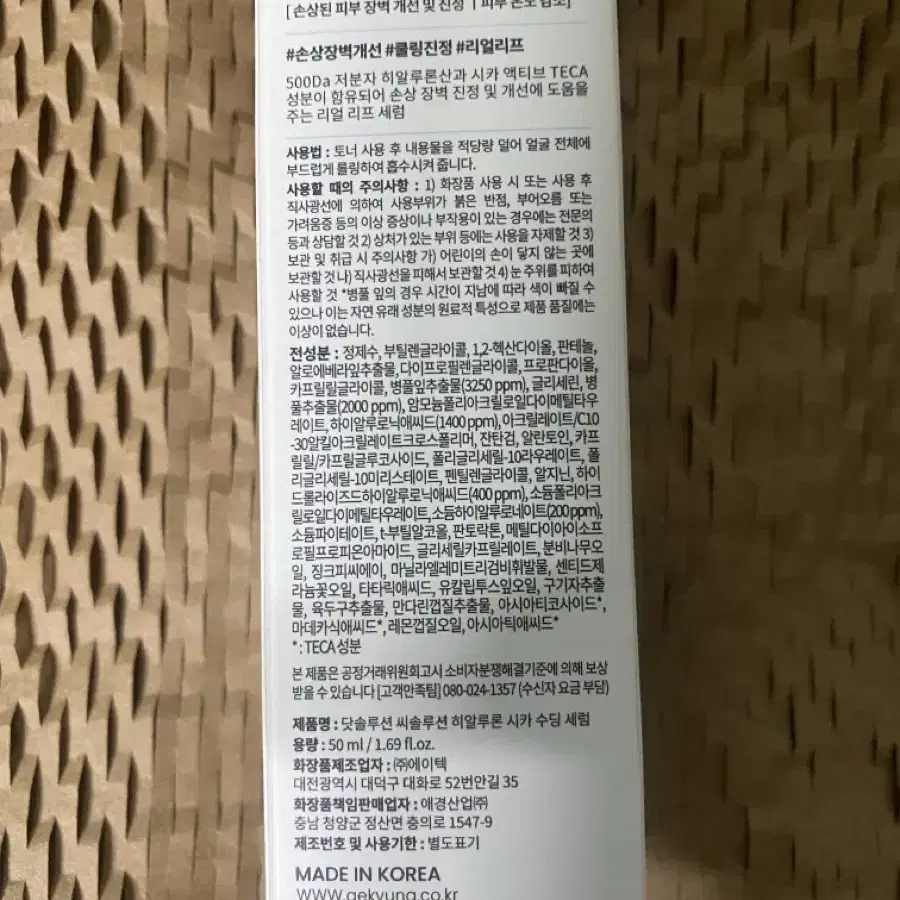 [ 손상된 피부 장벽 개선 및 진정 ㅣ피부 온도 감소]
#손상장벽개선 #쿨링진정 #리얼리프
500Da 저분자 히알루론산과 시카 액티브 TECA
성분이 함유되어 손상 장벽 진정 및 개선에 도움을
주는 리얼 리프 세럼
사용법 : 토너 사용 후 내용물을 적당량 덜어 얼굴 전체에
부드럽게 롤링하여 흡수시켜 줍니다.
사용할 때의 주의사항 : 1) 화장품 사용 시 또는 사용 후
직사광선에 의하여 사용부위가 붉은 반점, 부어오름 또는
가려움증 등의 이상 증상이나 부작용이 있는 경우에는 전문의
등과 상담할 것 2) 상처가 있는 부위 등에는 사용을 자제할 것 3)
보관 및 취급 시 주의사항 가) 어린이의 손이 닿지 않는 곳에
보관할 것 나) 직사광선을 피해서 보관할 것 4) 눈 주위를 피하여
사용할 것 *병풀 잎의 경우 시간이 지남에 따라 색이 빠질 수
있으나 이는 자연 유래 성분의 원료적 특성으로 제품 품질에는
이상이 없습니다.
전성분 : 정제수, 부틸렌글라이콜, 1,2-헥산다이올, 판테놀,
알로에베라잎추출물, 다이프로필렌글라이콜, 프로판다이올,
카프릴릴글라이콜, 병풀잎추출물(3250 ppm), 글리세린, 병
풀추출물(2000 ppm), 암모늄폴리아크릴로일다이메틸타우
레이트, 하이알루로닉애씨드(1400 ppm), 아크릴레이트/C10
-30알킬아크릴레이트크로스폴리머, 잔탄검, 알란토인, 카프
릴릴/카프릴글루코사이드, 폴리글리세릴-10라우레이트, 폴
리글리세릴-10미리스테이트, 펜틸렌글라이콜, 알지닌, 하이
드롤라이즈드하이알루로닉애씨드(400 ppm), 소듐폴리아크
릴로일다이메틸타우레이트, 소듐하이알루로네이트(200 ppm),
소듐파이테이트, t-부틸알코올, 판토락톤, 메틸다이아이소프
로필프로피온아마이드, 글리세릴카프릴레이트, 분비나무오
일, 징크피씨에이, 마닐라엘레미트리검비휘발물, 센티드제
라늄꽃오일, 타타릭애씨드, 유칼립투스잎오일, 구기자추출
물, 육두구추출물, 만다린껍질추출물, 아시아티코사이드*,
마데카식애씨드*, 레몬껍질오일, 아시아틱애씨드*
* : TECA 성분
본 제품은 공정거래위원회고시 소비자분쟁해결기준에 의해 보상
받을 수 있습니다 [고객만족팀] 080-024-1357 (수신자 요금 부담)
제품명 : 닷솔루션 씨솔루션 히알루론 시카 수딩 세럼
용량 : 50 ml / 1.69 fl.oz.
화장품제조업자 : ㈜에이텍
대전광역시 대덕구 대화로 52번안길 35
화장품책임판매업자 : 애경산업㈜
충남 청양군 정산면 충의로 1547-9
제조번호 및 사용기한 : 별도표기
MADE IN KOREA
WWW.aekyung.co.kr